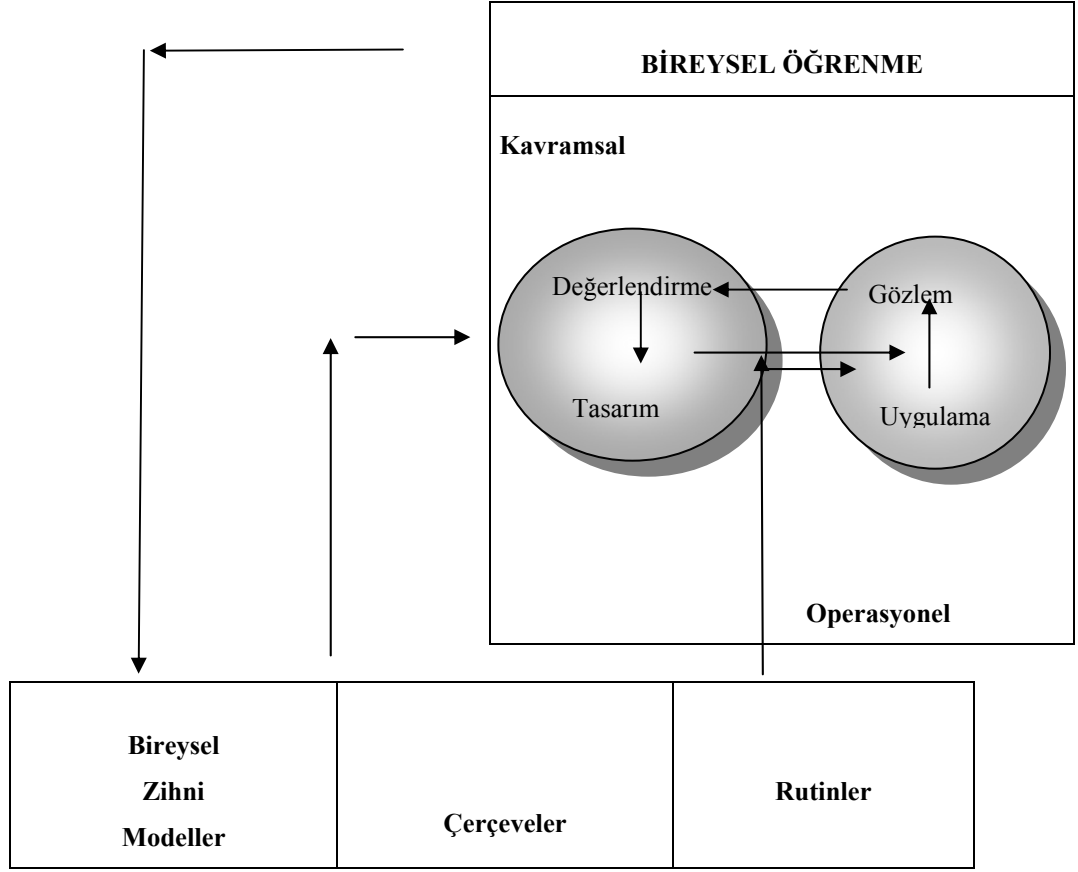 BİREYSEL ÖĞRENME
Kavramsal
Değerlendirme
Gözlem
Tasarım
Uygulama
Operasyonel
Bireysel
Zihni
Modeller
Çerçeveler
Rutinler